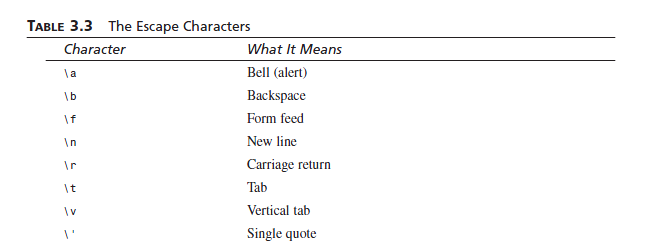 TABLE 3.3 The Escape Characters
Character What It Means
\a Bell (alert)
\b Backspace
\f Form feed
\n New line
\r Carriage return
\t Tab
\v Vertical tab
\' Single quote